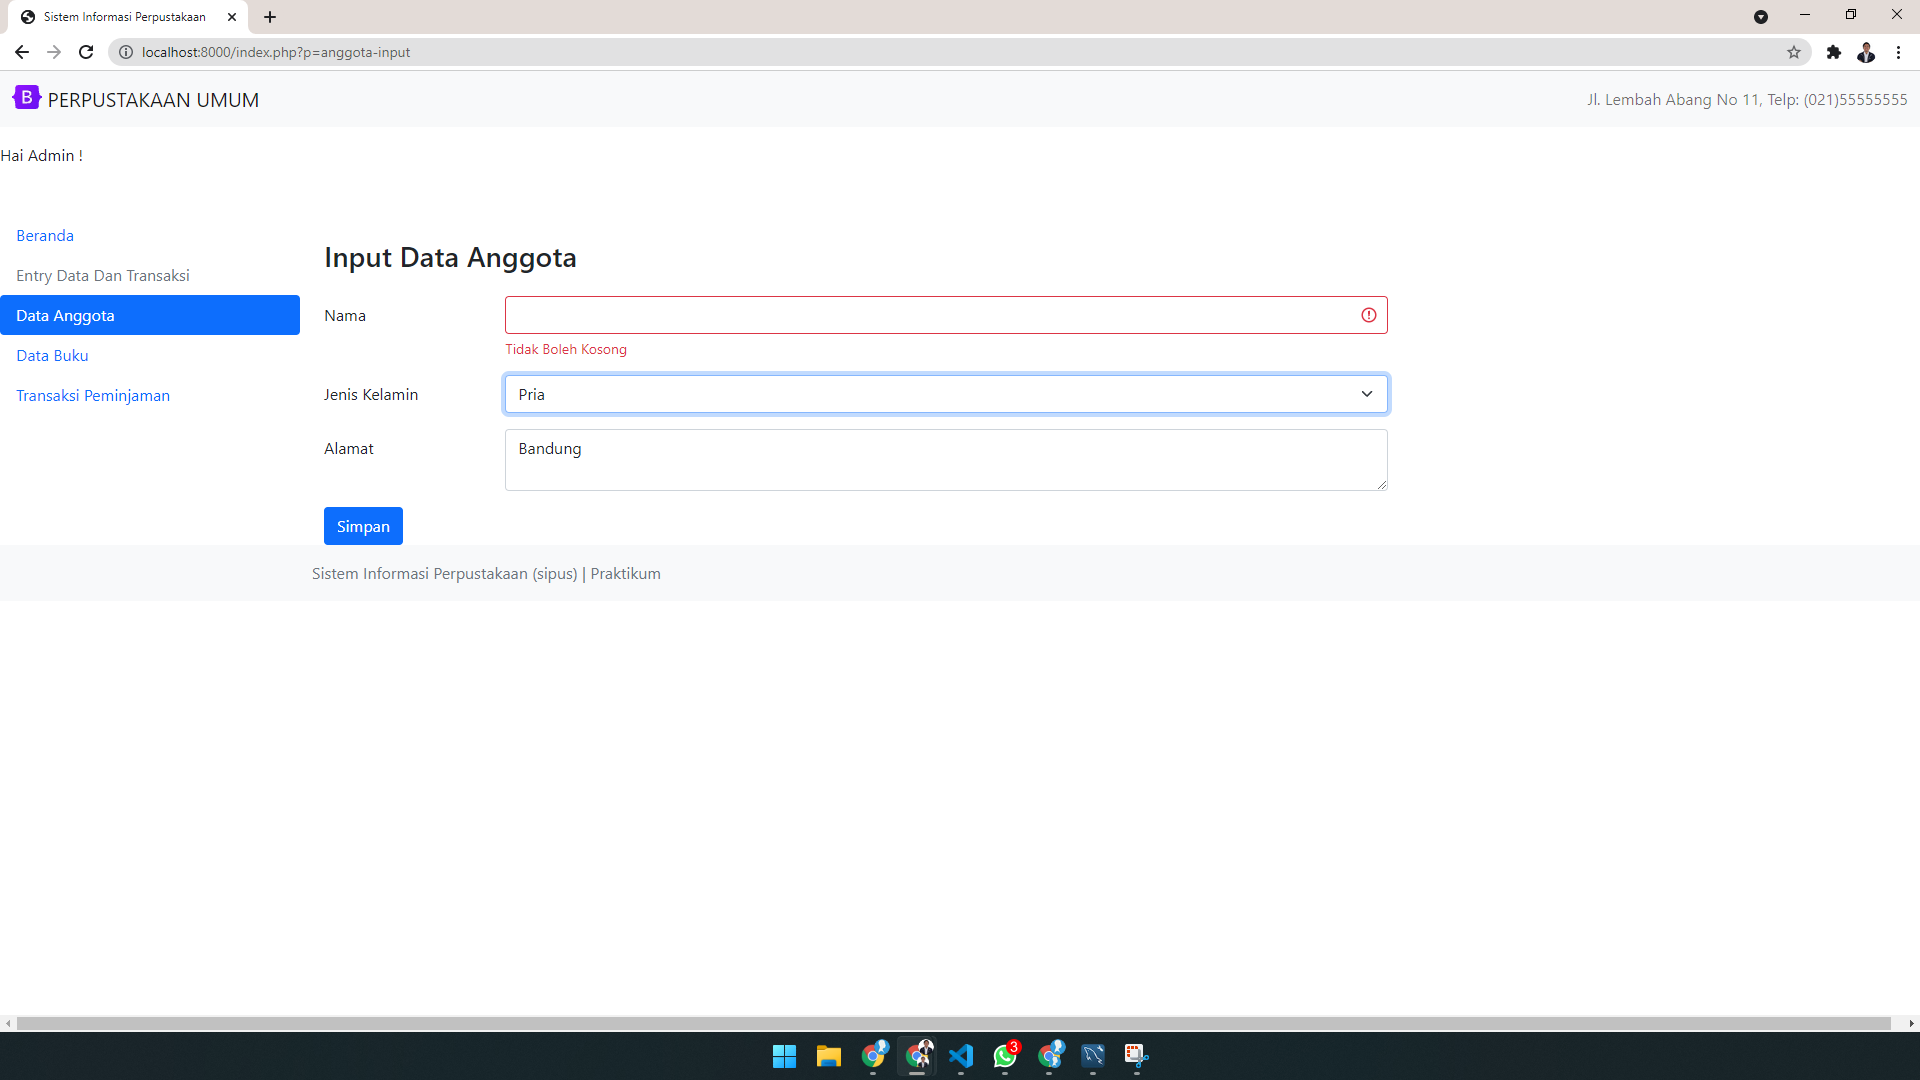 Sistem Informasi Perpustakaan
localhost:8000/index.php?p=anggota-input
B PERPUSTAKAAN UMUM
Jl. Lembah Abang No 11, Telp: (021)55555555
Hai Admin !
Beranda
Entry Data Dan Transaksi
Data Anggota
Data Buku
Transaksi Peminjaman
Input Data Anggota
Nama
Tidak Boleh Kosong
Jenis Kelamin
Pria
Alamat
Bandung
Simpan
Sistem Informasi Perpustakaan (sipus) | Praktikum
3